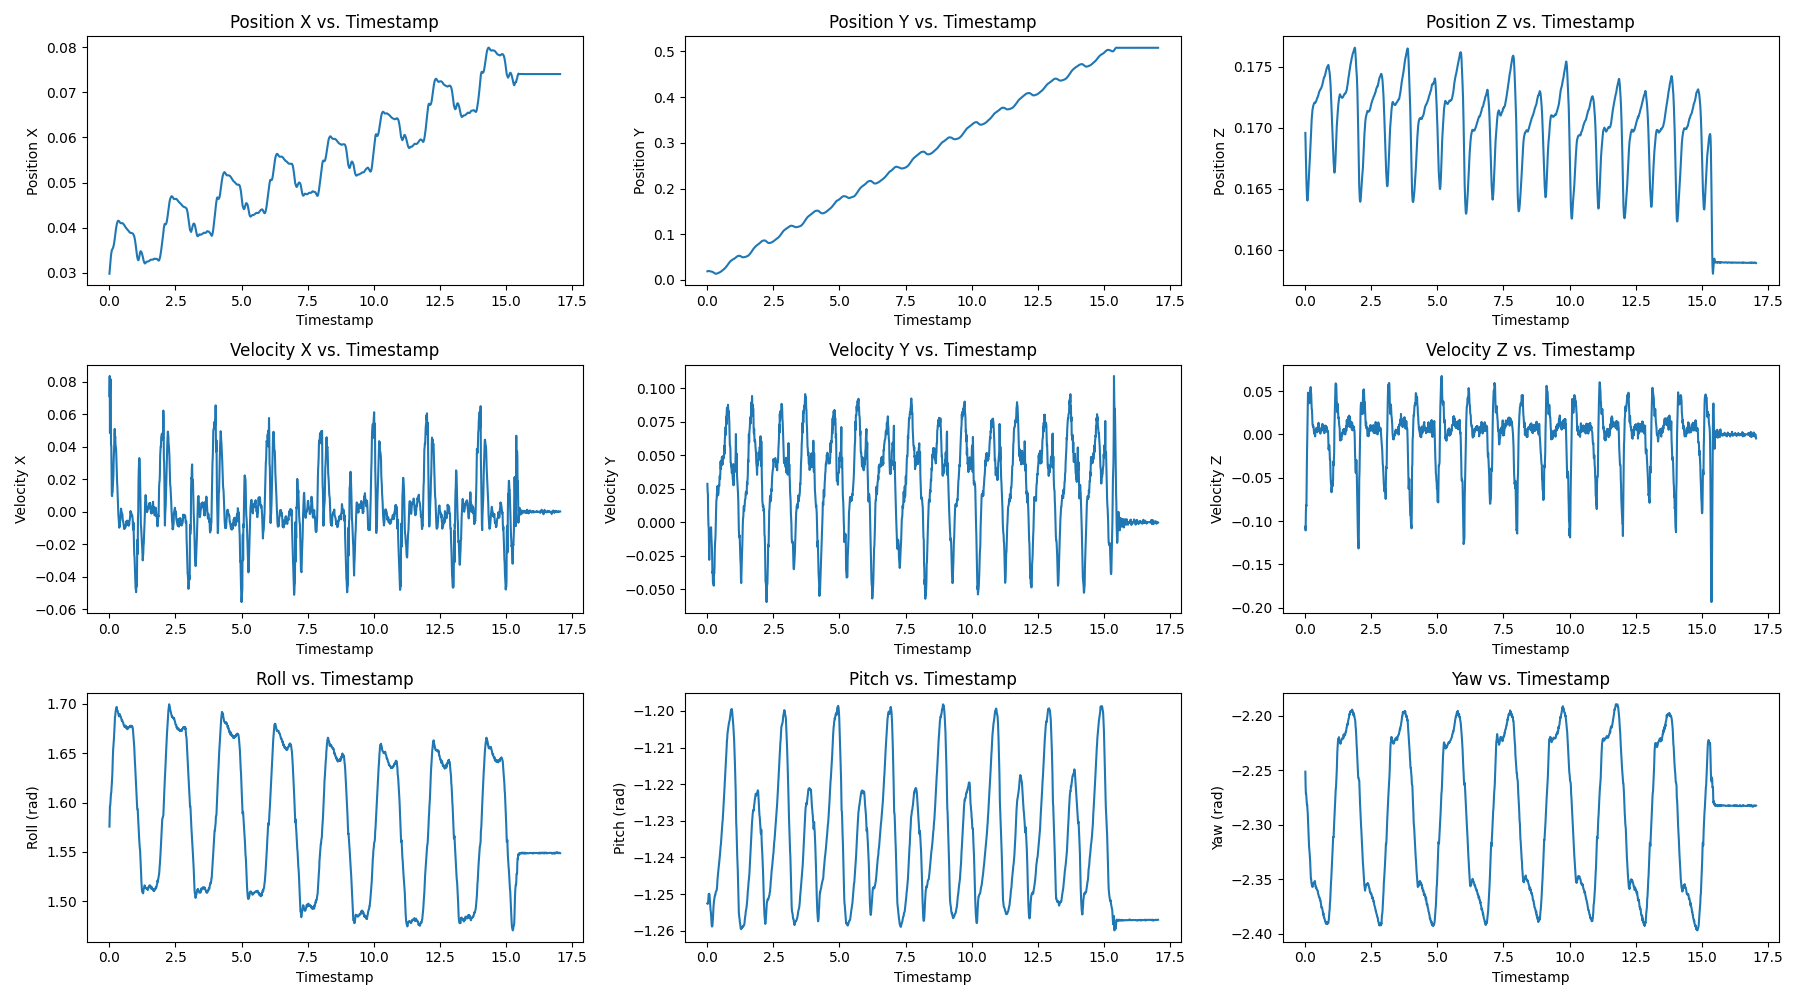 Position X vs. Timestamp
Position X
0.08
0.07
0.06
0.05
0.04
0.03
0.0 2.5 5.0 7.5 10.0 12.5 15.0 17.5
Timestamp
Position Y vs. Timestamp
Position Y
0.5
0.4
0.3
0.2
0.1
0.0
0.0 2.5 5.0 7.5 10.0 12.5 15.0 17.5
Timestamp
Position Z vs. Timestamp
Position Z
0.175
0.170
0.165
0.160
0.0 2.5 5.0 7.5 10.0 12.5 15.0 17.5
Timestamp
Velocity X vs. Timestamp
Velocity X
0.08
0.06
0.04
0.02
0.00
−0.02
−0.04
−0.06
0.0 2.5 5.0 7.5 10.0 12.5 15.0 17.5
Timestamp
Velocity Y vs. Timestamp
Velocity Y
0.100
0.075
0.050
0.025
0.000
−0.025
−0.050
0.0 2.5 5.0 7.5 10.0 12.5 15.0 17.5
Timestamp
Velocity Z vs. Timestamp
Velocity Z
0.05
0.00
−0.05
−0.10
−0.15
−0.20
0.0 2.5 5.0 7.5 10.0 12.5 15.0 17.5
Timestamp
Roll vs. Timestamp
Roll (rad)
1.70
1.65
1.60
1.55
1.50
0.0 2.5 5.0 7.5 10.0 12.5 15.0 17.5
Timestamp
Pitch vs. Timestamp
Pitch (rad)
−1.20
−1.21
−1.22
−1.23
−1.24
−1.25
−1.26
0.0 2.5 5.0 7.5 10.0 12.5 15.0 17.5
Timestamp
Yaw vs. Timestamp
Yaw (rad)
−2.20
−2.25
−2.30
−2.35
−2.40
0.0 2.5 5.0 7.5 10.0 12.5 15.0 17.5
Timestamp